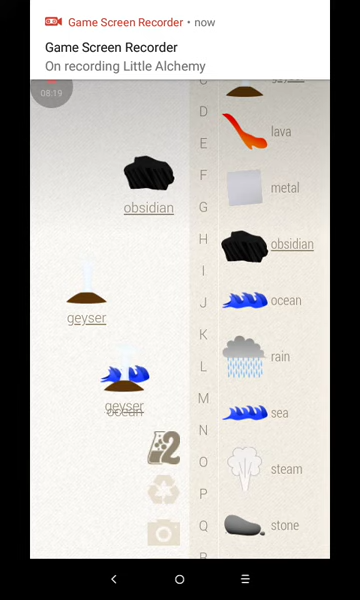 Game Screen Recorder • now
Game Screen Recorder
On recording Little Alchemy
08:19
D
lava
E
F
metal
G
obsidian
H
obsidian
I
geyser
J
ocean
K
rain
L
geyser
ocean
M
sea
N
2
O
steam
P
Q
stone